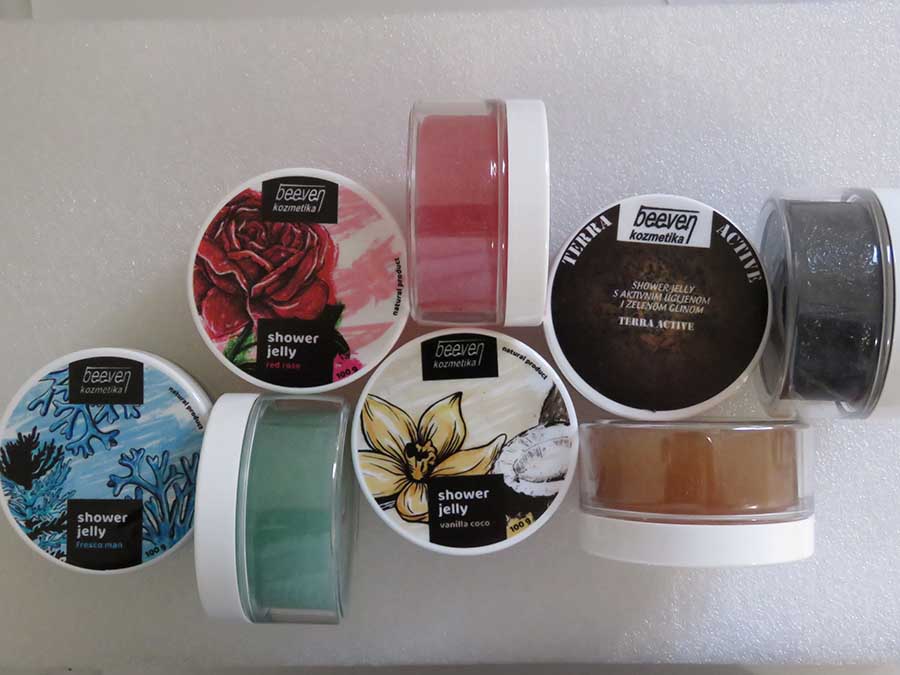 beeven
kozmetika
natural product
shower
jelly
red rose
100 g
beeven
kozmetika
TERRA ACTIVE
SHOWER JELLY
S AKTIVNIM UGLJENOM
I ZELENOM GLINOM
TERRA ACTIVE
beeven
kozmetika
natural product
shower
jelly
fresco man
100 g
beeven
kozmetika
natural product
shower
jelly
vanilla coco
100 g